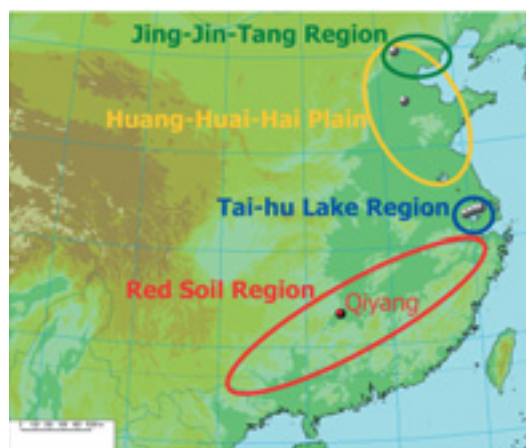 Jing-Jin-Tang Region
Huang-Huai-Hai Plain
Tai-hu Lake Region
Red Soil Region
Qiyang